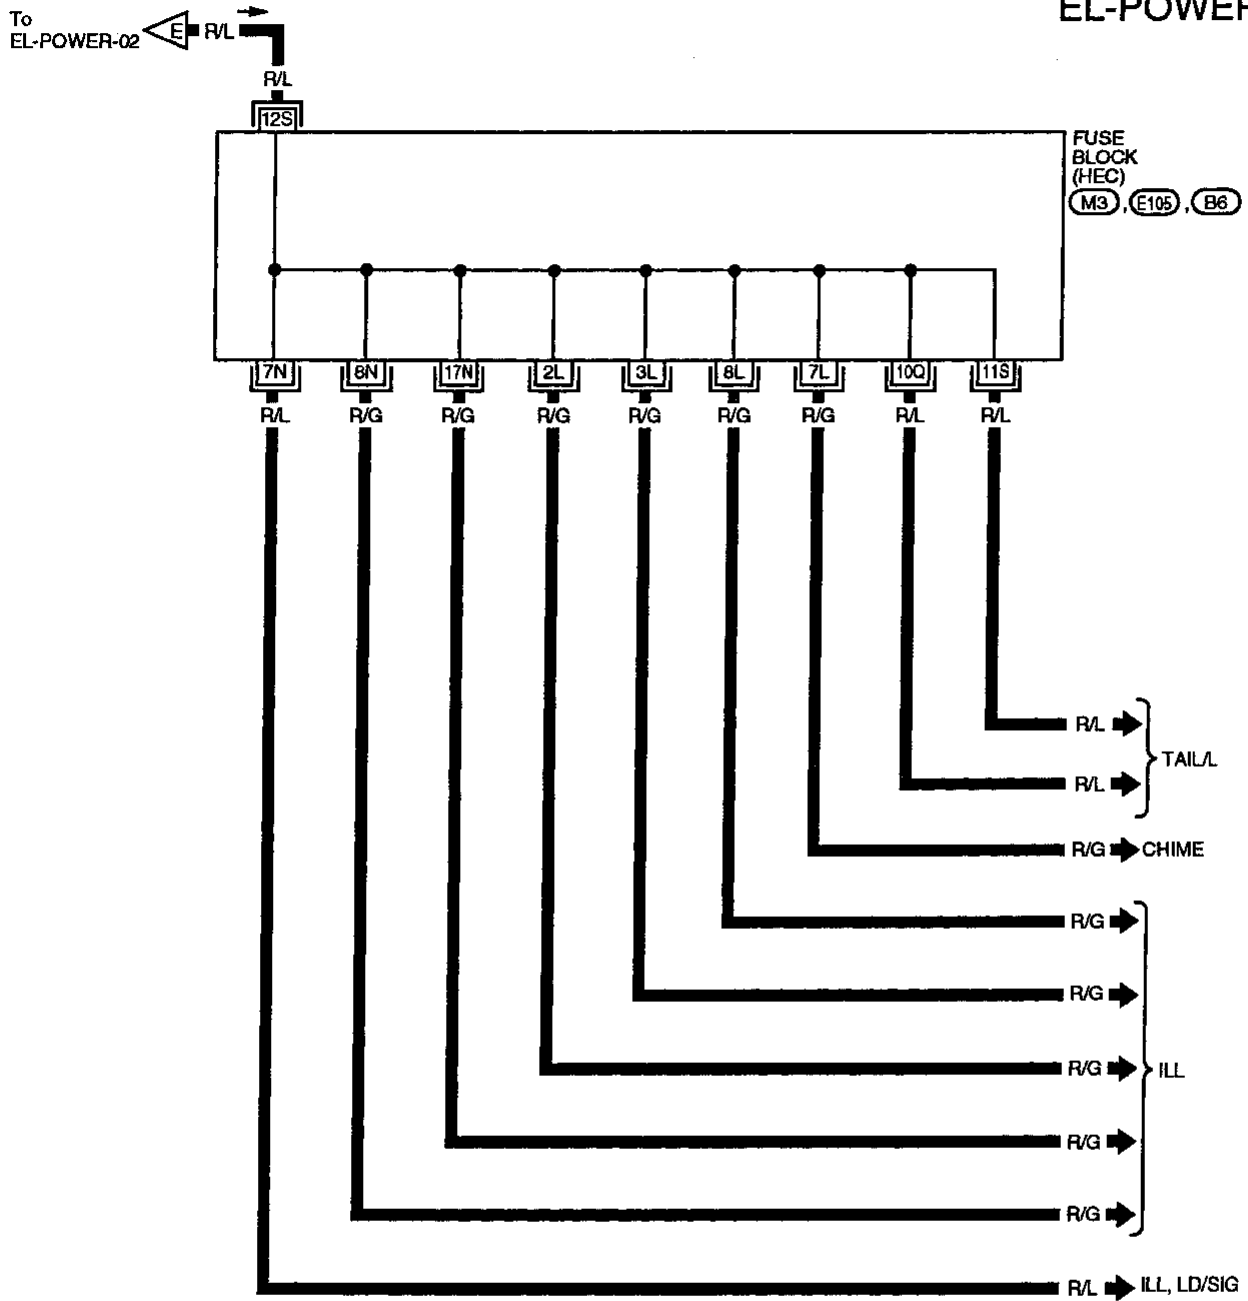 EL-POWER
To
EL-POWER-02
E
R/L
R/L
12S
FUSE
BLOCK
(HEC)
M3 , E105 , B6
7N 8N 17N 2L 3L 8L 7L 10Q 11S
R/L R/G R/G R/G R/G R/G R/G R/L R/L
R/L
TAIL/L
R/L
R/G CHIME
R/G
R/G
R/G ILL
R/G
R/G
R/L ILL, LD/SIG